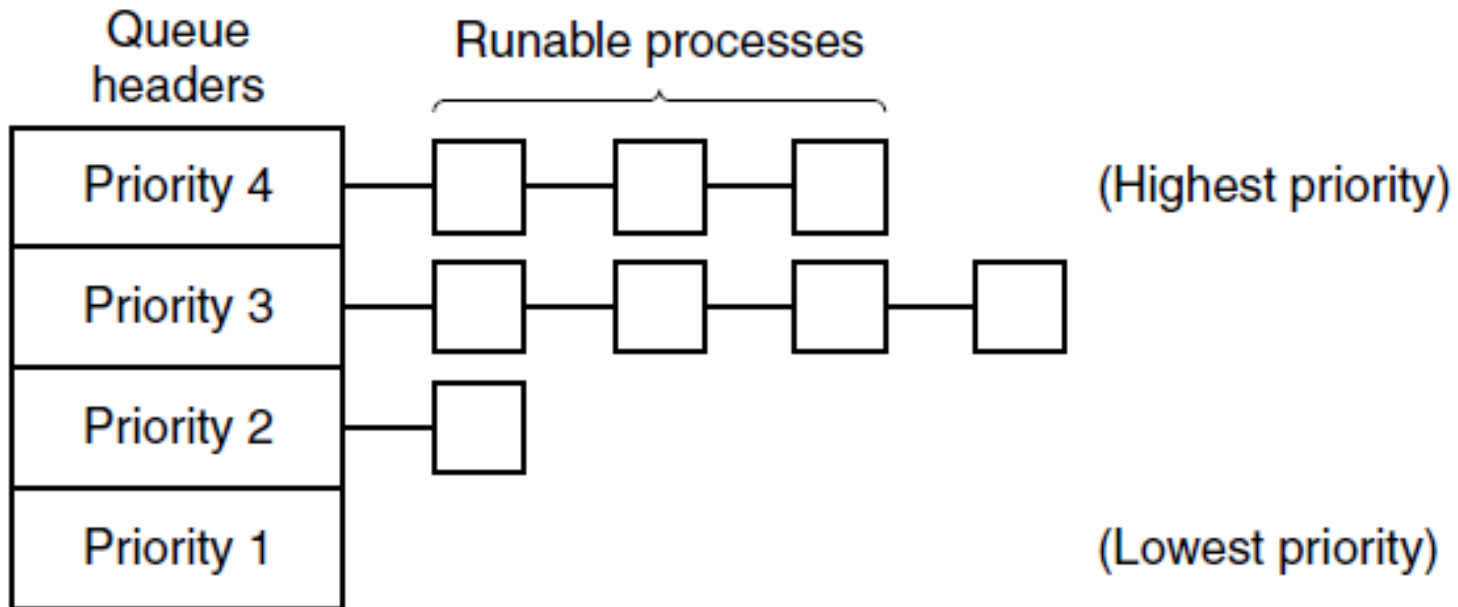 Queue
headers
Runable processes
Priority 4
(Highest priority)
Priority 3
Priority 2
Priority 1
(Lowest priority)